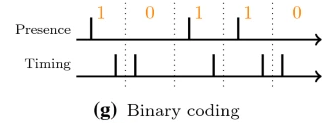 1 0 1 1 0
Presence
Timing
(g) Binary coding